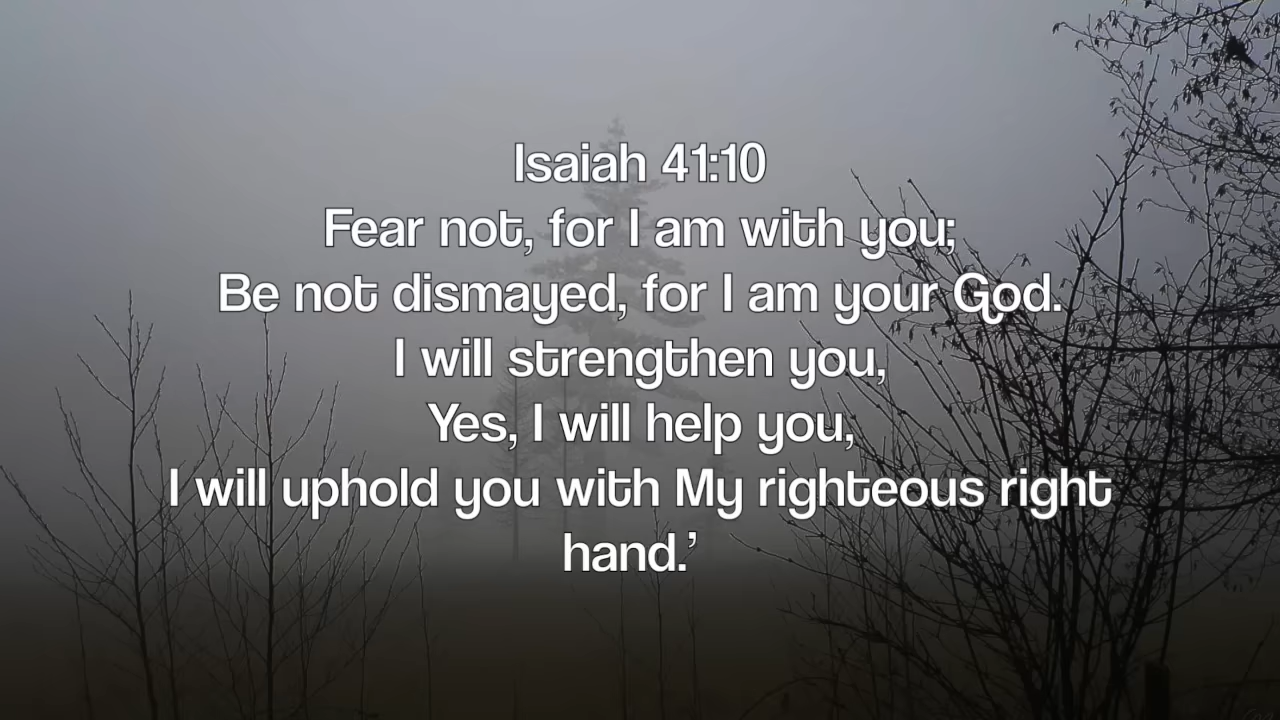 Isaiah 41:10
Fear not, for I am with you;
Be not dismayed, for I am your God.
I will strengthen you,
Yes, I will help you,
I will uphold you with My righteous right
hand.’